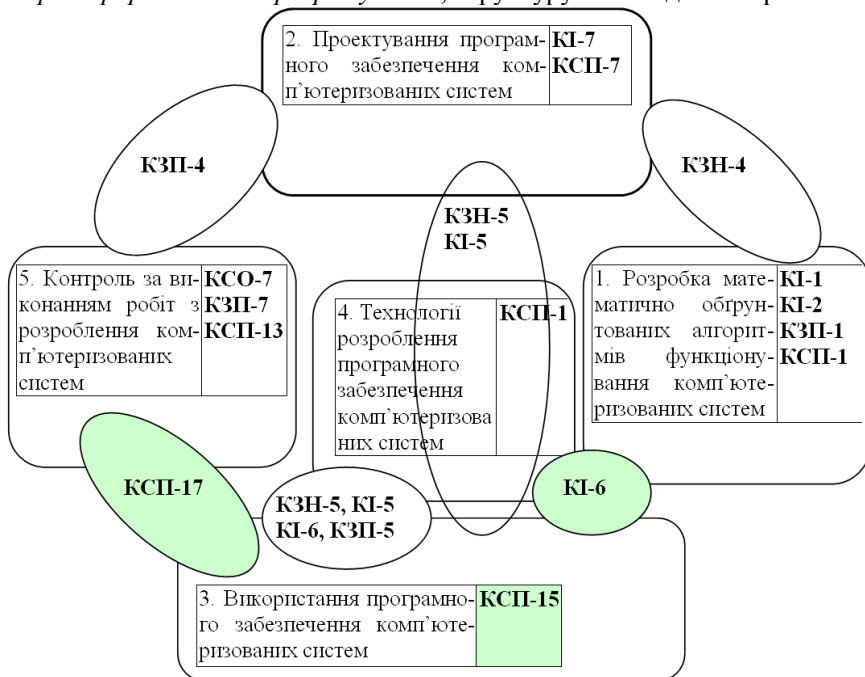 2. Проектування програм- КІ-7
ного забезпечення ком- КСП-7
п’ютеризованих систем
КЗП-4
КЗН-4
КЗН-5
КІ-5
5. Контроль за ви- КСО-7
конанням робіт з КЗП-7
розроблення ком- КСП-13
п’ютеризованих
систем
4. Технології КСП-1
розроблення
програмного
забезпечення
комп’ютеризова
них систем
1. Розробка мате- КІ-1
матично обґрун- КІ-2
тованих алгорит- КЗП-1
мів функціону- КСП-1
вання комп’юте-
ризованих систем
КСП-17
КЗН-5, КІ-5
КІ-6, КЗП-5
КІ-6
3. Використання програмно- КСП-15
го забезпечення комп’юте-
ризованих систем